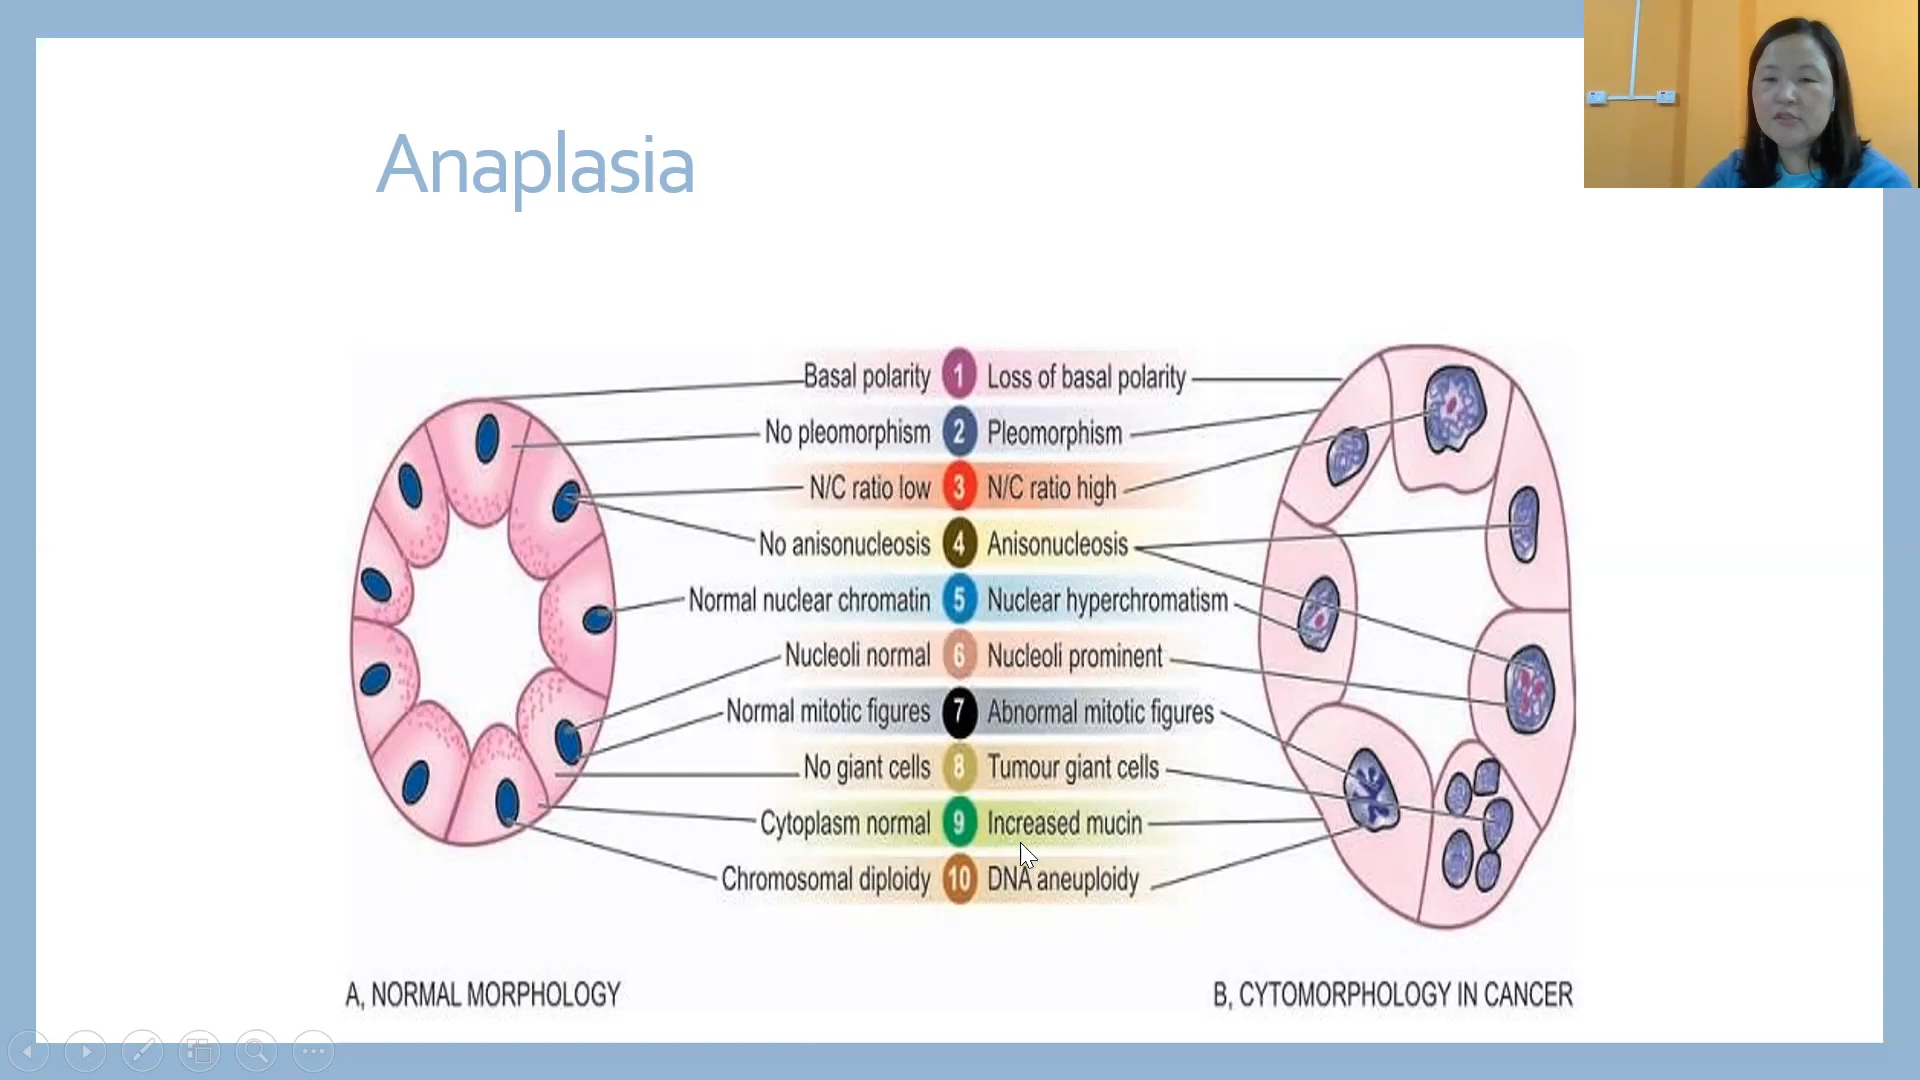 Anaplasia
Basal polarity 1 Loss of basal polarity
No pleomorphism 2 Pleomorphism
N/C ratio low 3 N/C ratio high
No anisonucleosis 4 Anisonucleosis
Normal nuclear chromatin 5 Nuclear hyperchromatism
Nucleoli normal 6 Nucleoli prominent
Normal mitotic figures 7 Abnormal mitotic figures
No giant cells 8 Tumour giant cells
Cytoplasm normal 9 Increased mucin
Chromosomal diploidy 10 DNA aneuploidy
A, NORMAL MORPHOLOGY
B, CYTOMORPHOLOGY IN CANCER